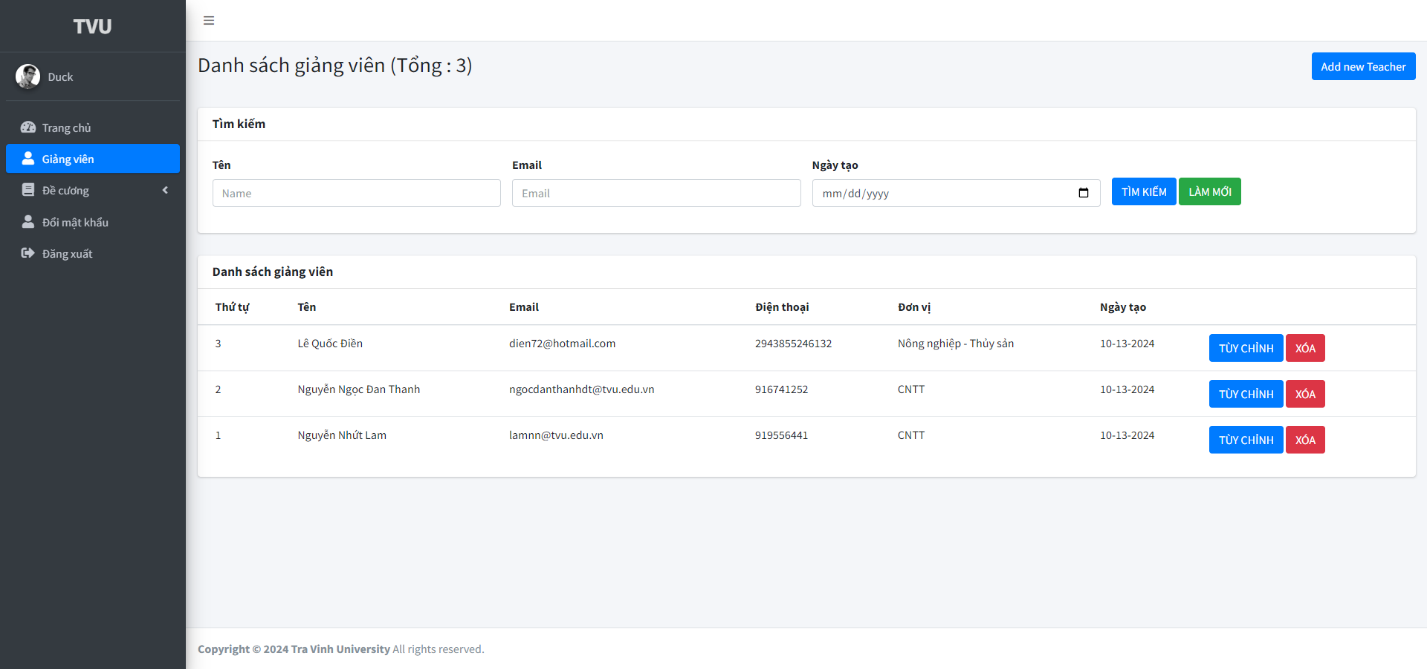 TVU
Duck
Trang chủ
Giảng viên
Đề cương
Đổi mật khẩu
Đăng xuất
Danh sách giảng viên (Tổng : 3)
Add new Teacher
Tìm kiếm
Tên Email Ngày tạo
Name Email mm/dd/yyyy TÌM KIẾM LÀM MỚI
Danh sách giảng viên
Thứ tự Tên Email Điện thoại Đơn vị Ngày tạo
3 Lê Quốc Điền dien72@hotmail.com 2943855246132 Nông nghiệp - Thủy sản 10-13-2024 TÙY CHỈNH XÓA
2 Nguyễn Ngọc Đan Thanh ngocdanthanhdt@tvu.edu.vn 916741252 CNTT 10-13-2024 TÙY CHỈNH XÓA
1 Nguyễn Nhứt Lam lamnn@tvu.edu.vn 919556441 CNTT 10-13-2024 TÙY CHỈNH XÓA
Copyright © 2024 Tra Vinh University All rights reserved.